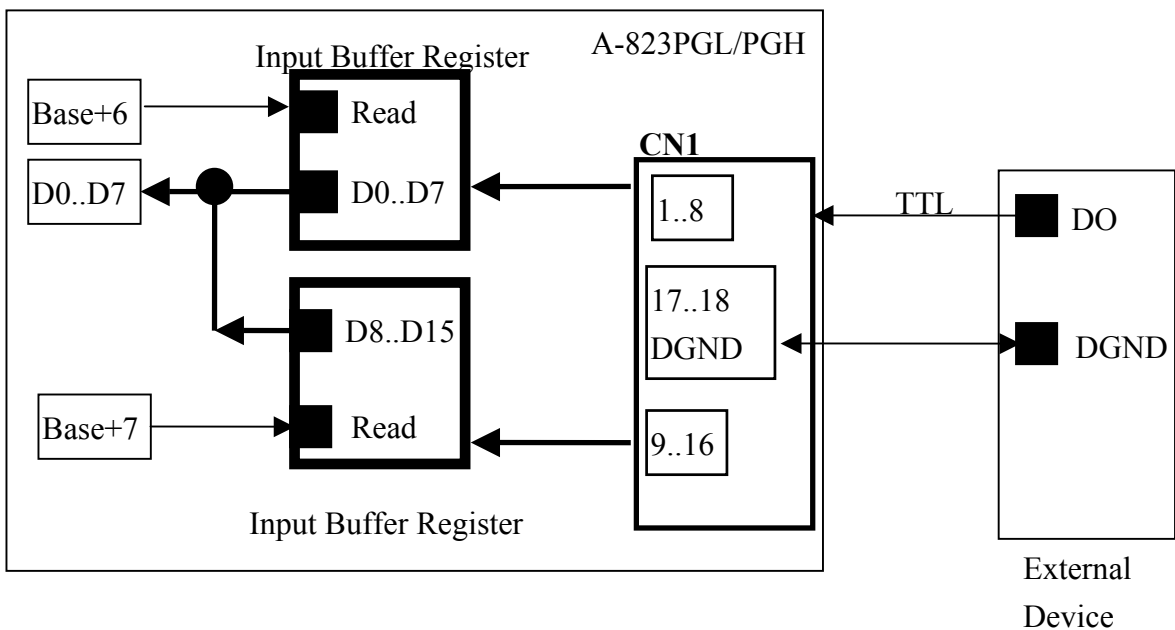 A-823PGL/PGH
Input Buffer Register
Base+6
Read
D0..D7
D0..D7
CN1
1..8
TTL
DO
17..18
DGND
DGND
D8..D15
Base+7
Read
9..16
Input Buffer Register
External
Device